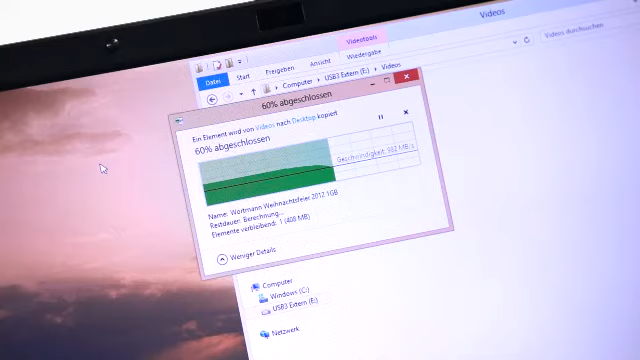 Videos
Videotools
Datei Start Freigeben Ansicht Wiedergabe
Computer USB3 Extern (E:) Videos
Videos durchsuchen
60% abgeschlossen
Ein Element wird von Videos nach Desktop kopiert
60% abgeschlossen
Geschwindigkeit: 982 MB/s
Name: Wortmann Weihnachtsfeier 2012 1GB
Restdauer: Berechnung...
Elemente verbleibend: 1 (408 MB)
Weniger Details
Computer
Windows (C:)
USB3 Extern (E:)
Netzwerk